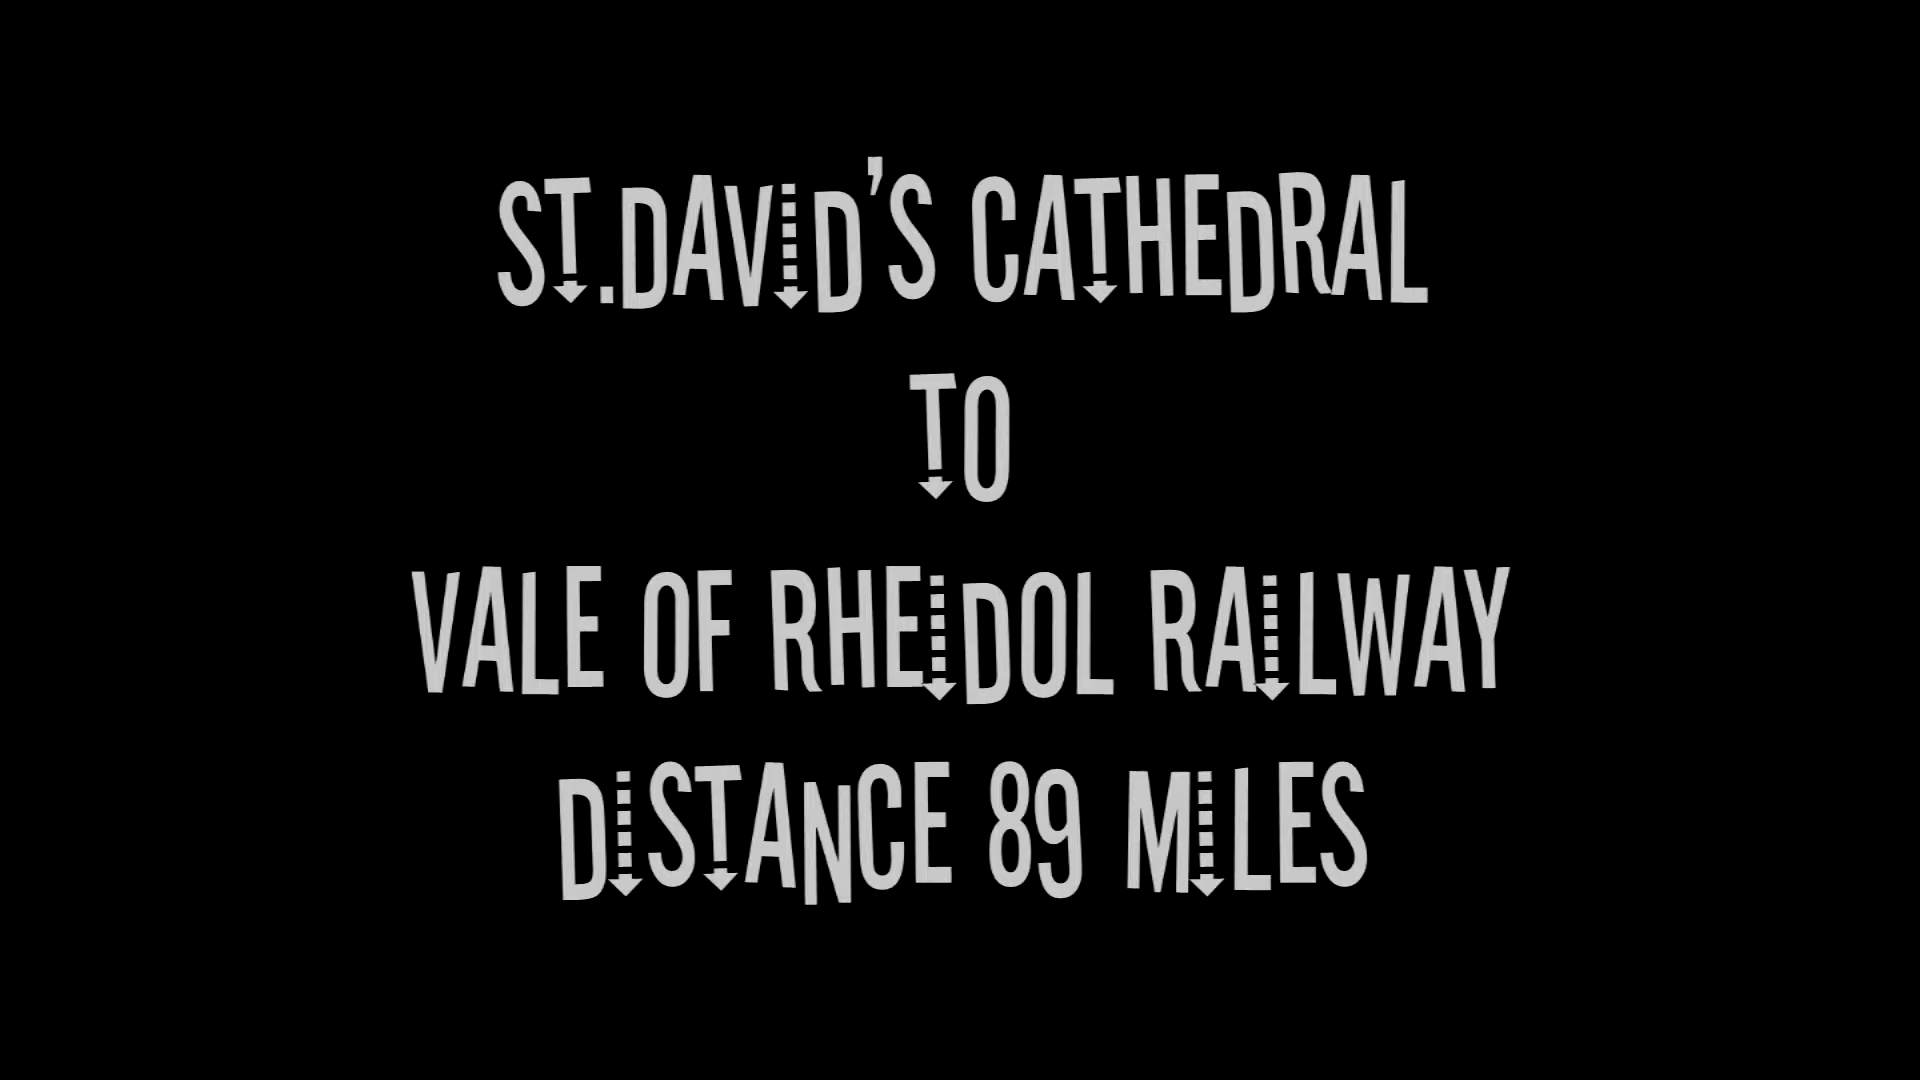 ST.DAVID'S CATHEDRAL
TO
VALE OF RHEIDOL RAILWAY
DISTANCE 89 MILES